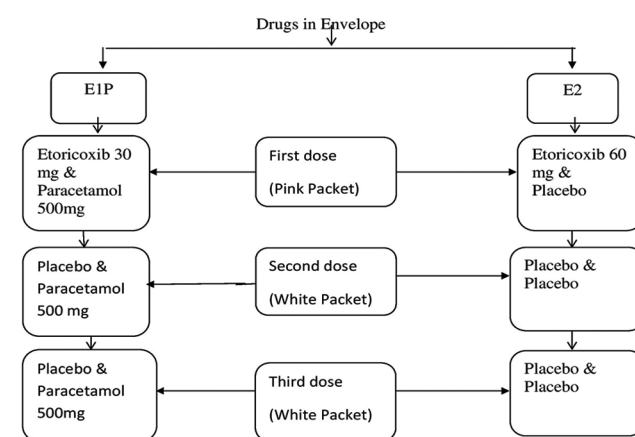 Drugs in Envelope
E1P
E2
Etoricoxib 30
mg &
Paracetamol
500mg
First dose
(Pink Packet)
Etoricoxib 60
mg &
Placebo
Placebo &
Paracetamol
500 mg
Second dose
(White Packet)
Placebo &
Placebo
Placebo &
Paracetamol
500mg
Third dose
(White Packet)
Placebo &
Placebo